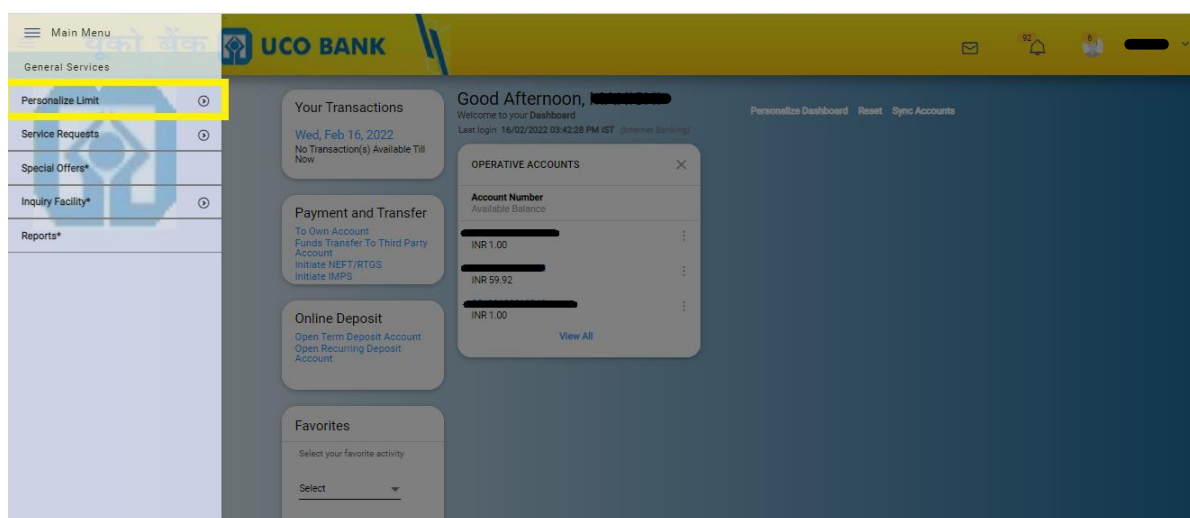 Main Menu
यूको बैंक
UCO BANK
92
6
General Services
Personalize Limit
Service Requests
Special Offers*
Inquiry Facility*
Reports*
Your Transactions
Wed, Feb 16, 2022
No Transaction(s) Available Till
Now
Payment and Transfer
To Own Account
Funds Transfer To Third Party
Account
Initiate NEFT/RTGS
Initiate IMPS
Online Deposit
Open Term Deposit Account
Open Recurring Deposit
Account
Favorites
Select your favorite activity
Select
Good Afternoon,
Welcome to your Dashboard
Last login 16/02/2022 03:42:28 PM IST (Internet Banking)
OPERATIVE ACCOUNTS
Account Number
Available Balance
INR 1.00
INR 59.92
INR 1.00
View All
Personalize Dashboard Reset Sync Accounts